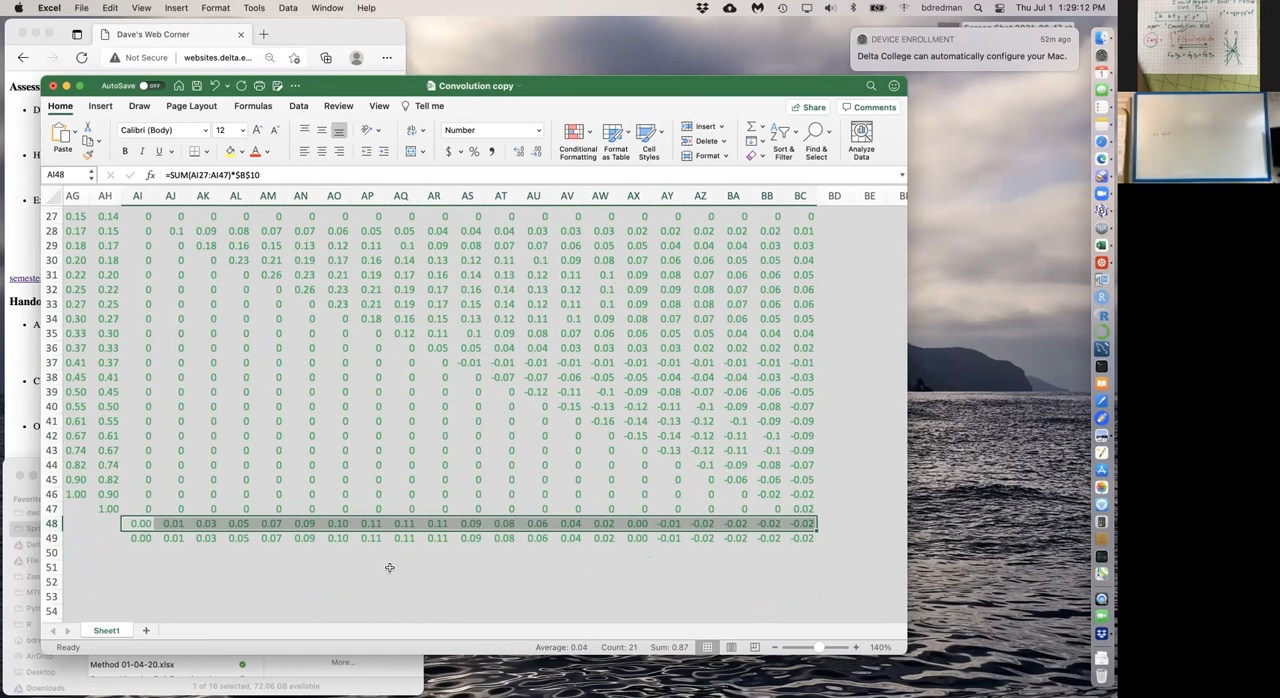 Excel File Edit View Insert Format Tools Data Window Help
bdredman Thu Jul 1 1:29:12 PM
Dave's Web Corner
Not Secure websites.delta.e...
DEVICE ENROLLMENT 52m ago
Delta College can automatically configure your Mac.
AutoSave OFF Convolution copy
Home Insert Draw Page Layout Formulas Data Review View Tell me Share Comments
Paste Calibri (Body) 12 Number Conditional Formatting Format as Table Cell Styles Insert Delete Format Sort & Filter Find & Select Analyze Data
AI48 fx =SUM(AI27:AI47)*$B$10
AG AH AI AJ AK AL AM AN AO AP AQ AR AS AT AU AV AW AX AY AZ BA BB BC BD BE
27 0.15 0.14 0 0 0 0 0 0 0 0 0 0 0 0 0 0 0 0 0 0 0 0 0
28 0.17 0.15 0 0.1 0.09 0.08 0.07 0.07 0.06 0.05 0.05 0.04 0.04 0.04 0.03 0.03 0.03 0.02 0.02 0.02 0.02 0.02 0.01
29 0.18 0.17 0 0 0.18 0.16 0.15 0.13 0.12 0.11 0.1 0.09 0.08 0.07 0.07 0.06 0.05 0.05 0.04 0.04 0.04 0.03 0.03
30 0.20 0.18 0 0 0 0.23 0.21 0.19 0.17 0.16 0.14 0.13 0.12 0.11 0.1 0.09 0.08 0.07 0.06 0.06 0.05 0.05 0.04
31 0.22 0.20 0 0 0 0 0.26 0.23 0.21 0.19 0.17 0.16 0.14 0.13 0.12 0.11 0.1 0.09 0.08 0.07 0.06 0.06 0.05
32 0.25 0.22 0 0 0 0 0 0.26 0.23 0.21 0.19 0.17 0.16 0.14 0.13 0.12 0.1 0.09 0.09 0.08 0.07 0.06 0.06
33 0.27 0.25 0 0 0 0 0 0 0.23 0.21 0.19 0.17 0.15 0.14 0.12 0.11 0.1 0.09 0.08 0.08 0.07 0.06 0.06
34 0.30 0.27 0 0 0 0 0 0 0 0.18 0.16 0.15 0.13 0.12 0.11 0.1 0.09 0.08 0.07 0.07 0.06 0.05 0.05
35 0.33 0.30 0 0 0 0 0 0 0 0 0.12 0.11 0.1 0.09 0.08 0.07 0.06 0.06 0.05 0.05 0.04 0.04 0.04
36 0.37 0.33 0 0 0 0 0 0 0 0 0 0.05 0.05 0.04 0.04 0.03 0.03 0.03 0.03 0.02 0.02 0.02 0.02
37 0.41 0.37 0 0 0 0 0 0 0 0 0 0 -0.01 -0.01 -0.01 -0.01 -0.01 -0.01 -0.01 -0.01 -0.01 -0.01 -0.01
38 0.45 0.41 0 0 0 0 0 0 0 0 0 0 0 -0.07 -0.07 -0.06 -0.05 -0.05 -0.04 -0.04 -0.04 -0.03 -0.03
39 0.50 0.45 0 0 0 0 0 0 0 0 0 0 0 0 -0.12 -0.11 -0.1 -0.09 -0.08 -0.07 -0.06 -0.06 -0.05
40 0.55 0.50 0 0 0 0 0 0 0 0 0 0 0 0 0 -0.15 -0.13 -0.12 -0.11 -0.1 -0.09 -0.08 -0.07
41 0.61 0.55 0 0 0 0 0 0 0 0 0 0 0 0 0 0 -0.16 -0.14 -0.13 -0.12 -0.1 -0.09 -0.09
42 0.67 0.61 0 0 0 0 0 0 0 0 0 0 0 0 0 0 0 -0.15 -0.14 -0.12 -0.11 -0.1 -0.09
43 0.74 0.67 0 0 0 0 0 0 0 0 0 0 0 0 0 0 0 0 -0.13 -0.12 -0.11 -0.1 -0.09
44 0.82 0.74 0 0 0 0 0 0 0 0 0 0 0 0 0 0 0 0 0 -0.1 -0.09 -0.08 -0.07
45 0.90 0.82 0 0 0 0 0 0 0 0 0 0 0 0 0 0 0 0 0 0 -0.06 -0.06 -0.05
46 1.00 0.90 0 0 0 0 0 0 0 0 0 0 0 0 0 0 0 0 0 0 0 -0.02 -0.02
47 1.00 0 0 0 0 0 0 0 0 0 0 0 0 0 0 0 0 0 0 0 0 0.02
48 0.00 0.01 0.03 0.05 0.07 0.09 0.10 0.11 0.11 0.11 0.09 0.08 0.06 0.04 0.02 0.00 -0.01 -0.02 -0.02 -0.02 -0.02
49 0.00 0.01 0.03 0.05 0.07 0.09 0.10 0.11 0.11 0.11 0.09 0.08 0.06 0.04 0.02 0.00 -0.01 -0.02 -0.02 -0.02 -0.02
50
51
52
53
54
Sheet1
Ready Average: 0.04 Count: 21 Sum: 0.87 140%
Assess
semeste
Hando
Favorites
AirDrop
Desktop
Downloads
Method 01-04-20.xlsx More...
1 of 16 selected, 72.06 GB available